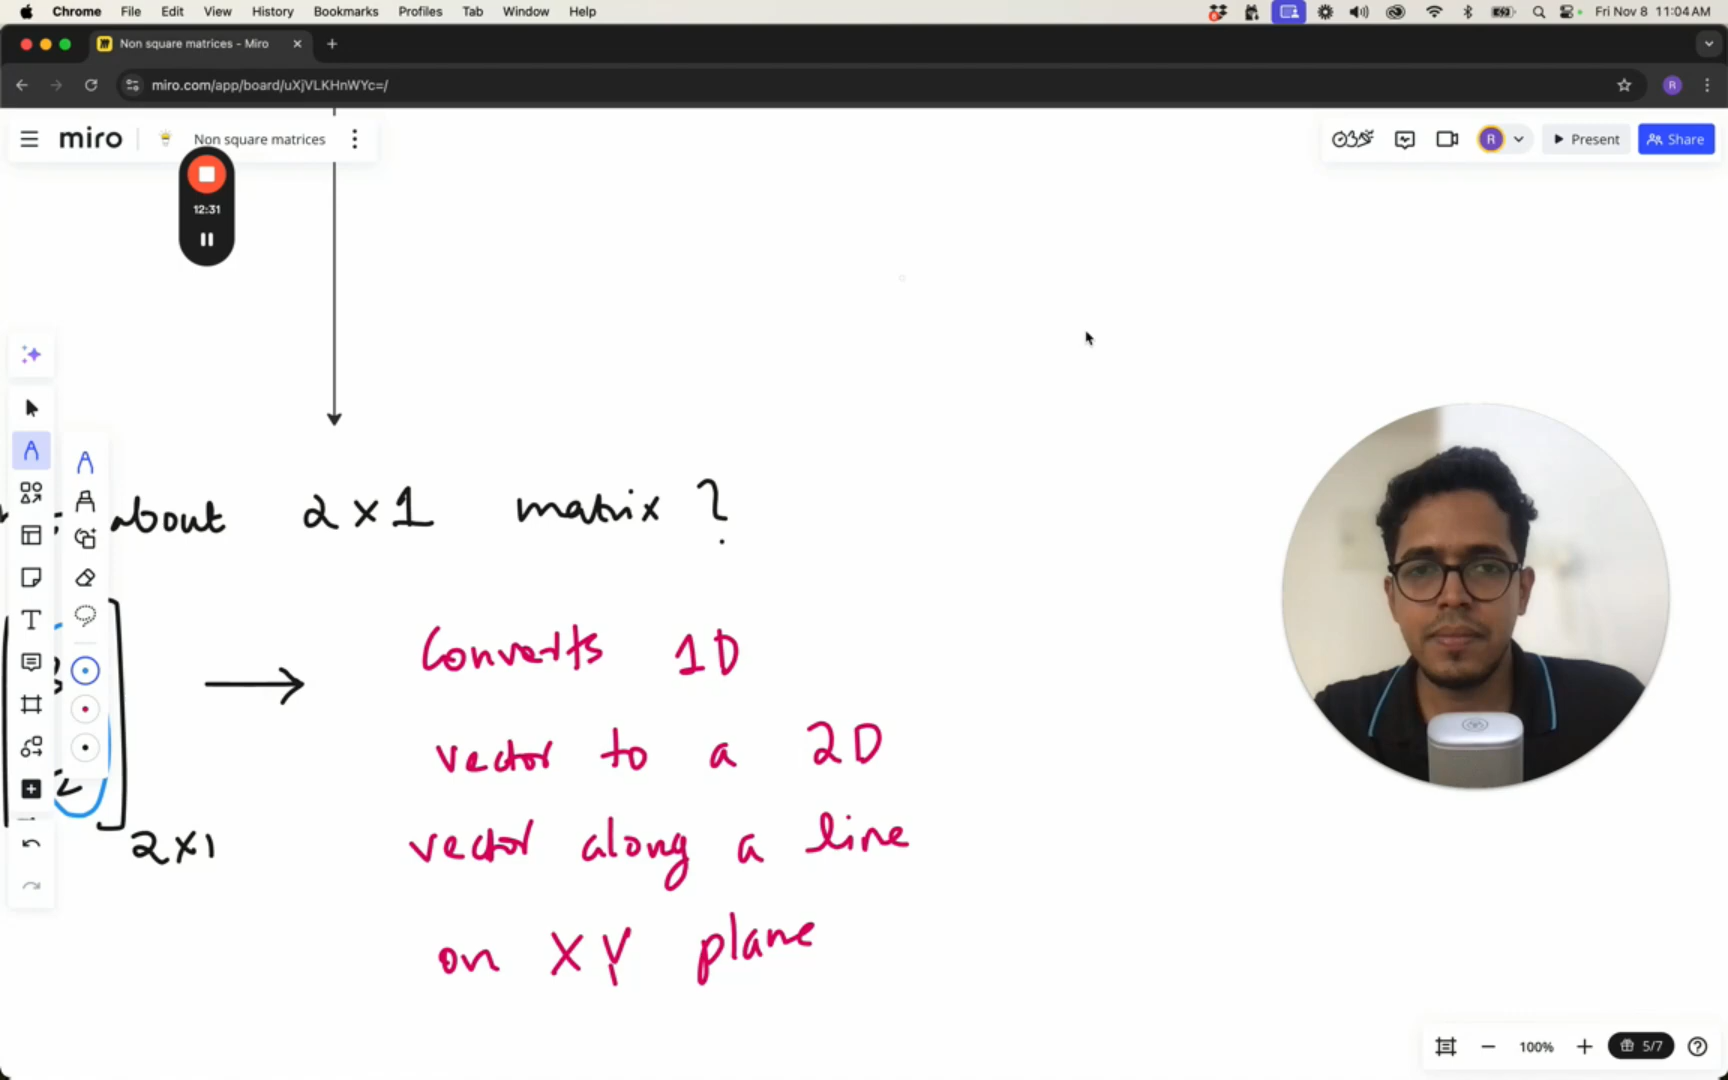 Chrome File Edit View History Bookmarks Profiles Tab Window Help Fri Nov 8 11:04 AM
Non square matrices - Miro
miro.com/app/board/uXjVLKHnWYc=/ R
miro Non square matrices R Present Share
12:31
about 2 x 1 matrix ?
Converts 1D
vector to a 2D
vector along a line
on XY plane
2 x 1
T
100% 5/7